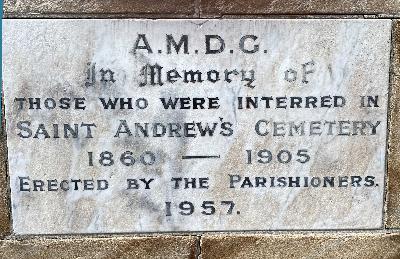 A.M.D.G.
In Memory of
THOSE WHO WERE INTERRED IN
SAINT ANDREW'S CEMETERY
1860 — 1905
ERECTED BY THE PARISHIONERS.
1957.